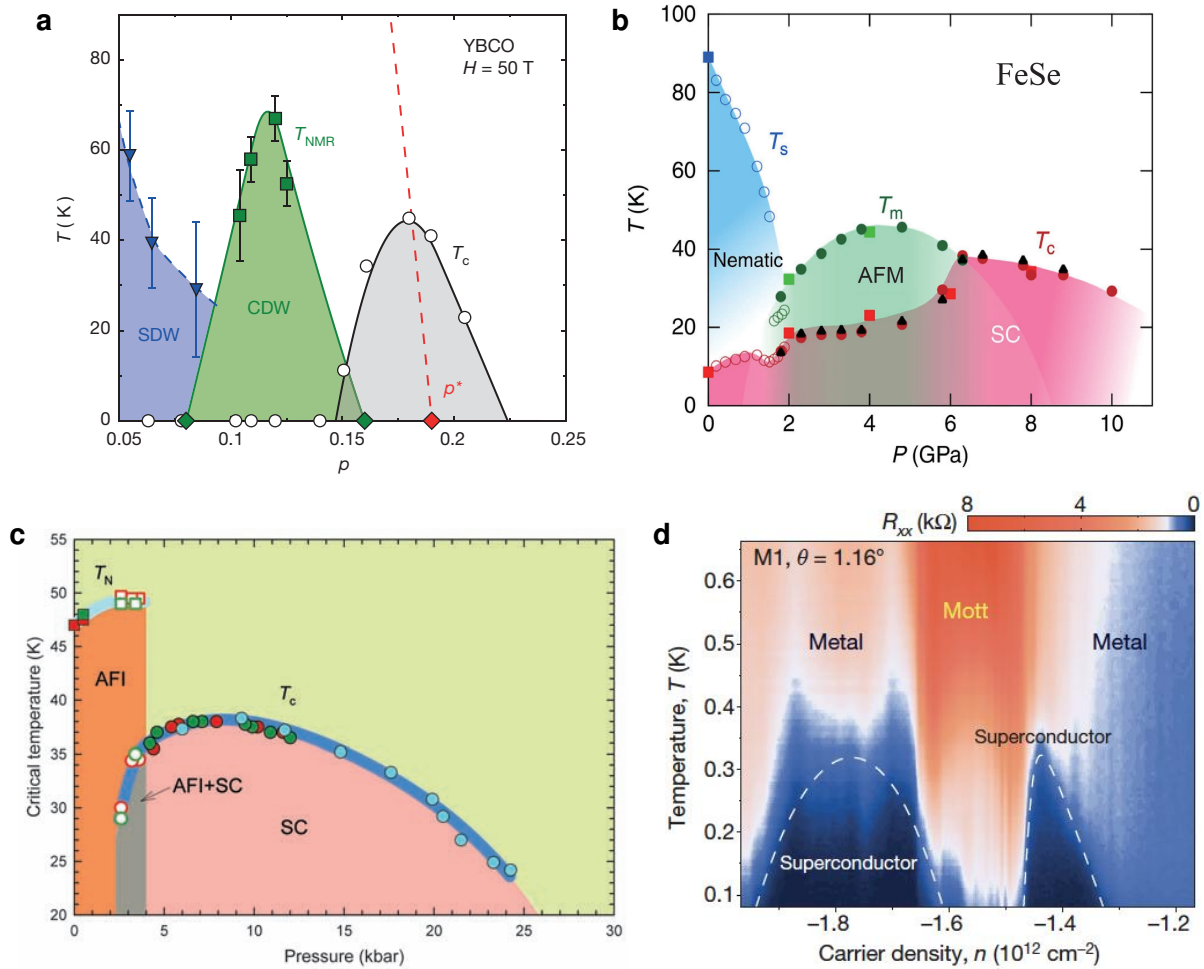 a
YBCO
H = 50 T
80
60
40
20
0
T (K)
T_NMR
SDW
CDW
T_c
p*
0.05
0.1
0.15
0.2
0.25
p
b
FeSe
100
80
60
40
20
0
T (K)
T_s
T_m
T_c
Nematic
AFM
SC
0
2
4
6
8
10
P (GPa)
c
55
50
45
40
35
30
25
20
Critical temperature (K)
T_N
AFI
T_c
AFI+SC
SC
0
5
10
15
20
25
30
Pressure (kbar)
d
R_xx (kΩ)
8
4
0
M1, θ = 1.16°
0.6
0.5
0.4
0.3
0.2
0.1
Temperature, T (K)
Mott
Metal
Metal
Superconductor
Superconductor
−1.8
−1.6
−1.4
−1.2
Carrier density, n (10¹² cm⁻²)